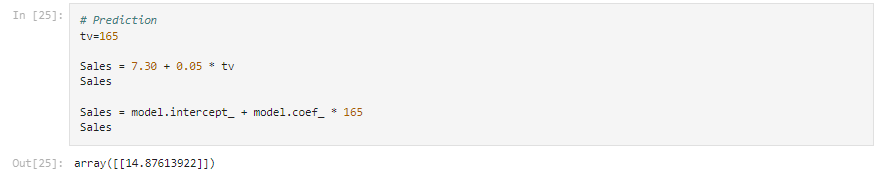 In [25]:
# Prediction
tv=165
Sales = 7.30 + 0.05 * tv
Sales
Sales = model.intercept_ + model.coef_ * 165
Sales
Out[25]: array([[14.87613922]])